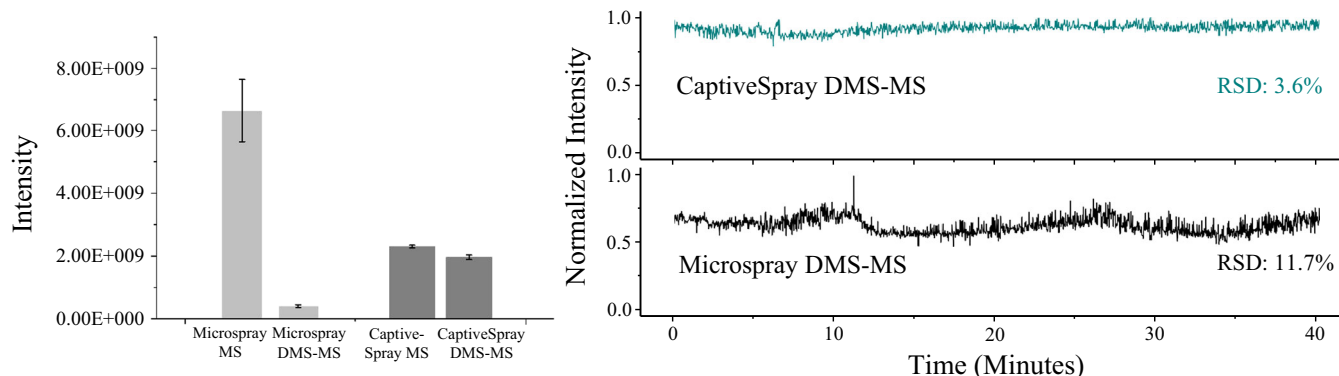 Intensity
8.00E+009
6.00E+009
4.00E+009
2.00E+009
0.00E+000
Microspray
MS
Microspray
DMS-MS
Captive-
Spray MS
CaptiveSpray
DMS-MS
Normalized Intensity
1.0
0.5
0.0
CaptiveSpray DMS-MS
RSD: 3.6%
1.0
0.5
0.0
Microspray DMS-MS
RSD: 11.7%
0
10
20
30
40
Time (Minutes)